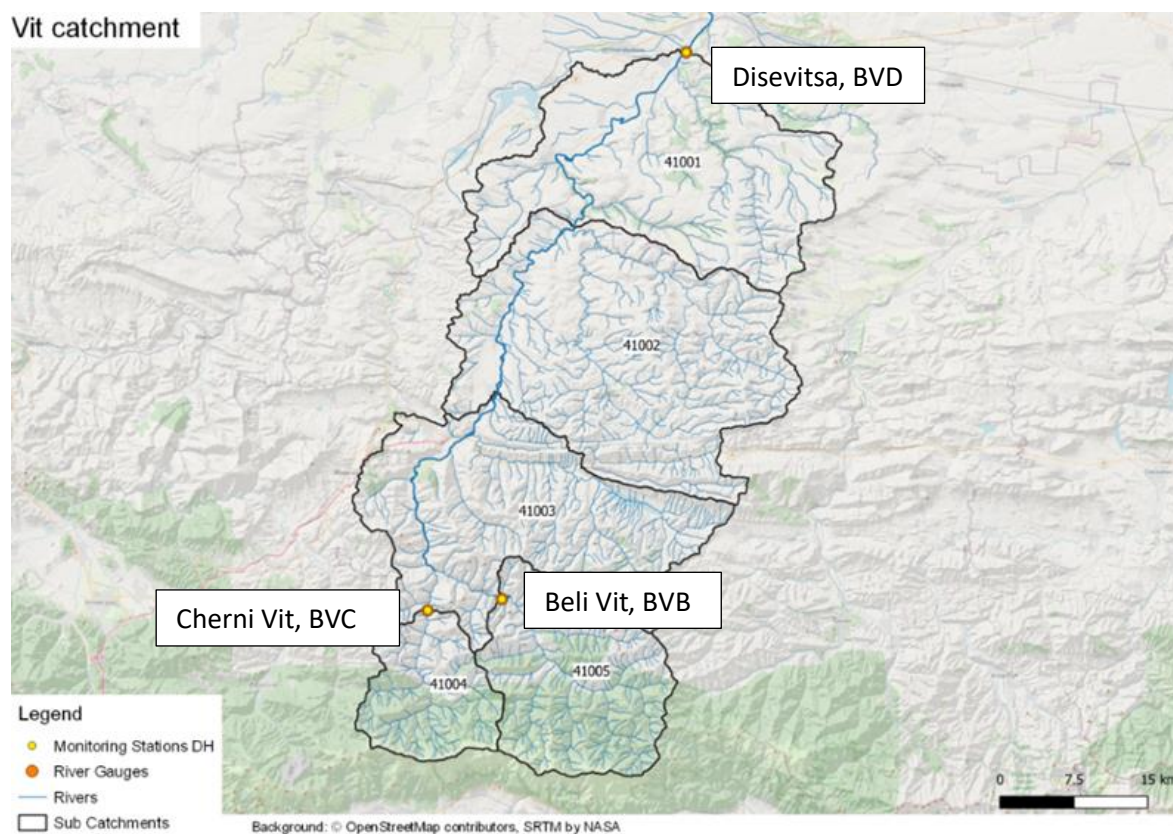 Vit catchment
Disevitsa, BVD
41001
41002
41003
Beli Vit, BVB
Cherni Vit, BVC
41005
41004
Legend
Monitoring Stations DH
River Gauges
Rivers
Sub Catchments
0 7.5 15 km
Background: © OpenStreetMap contributors, SRTM by NASA